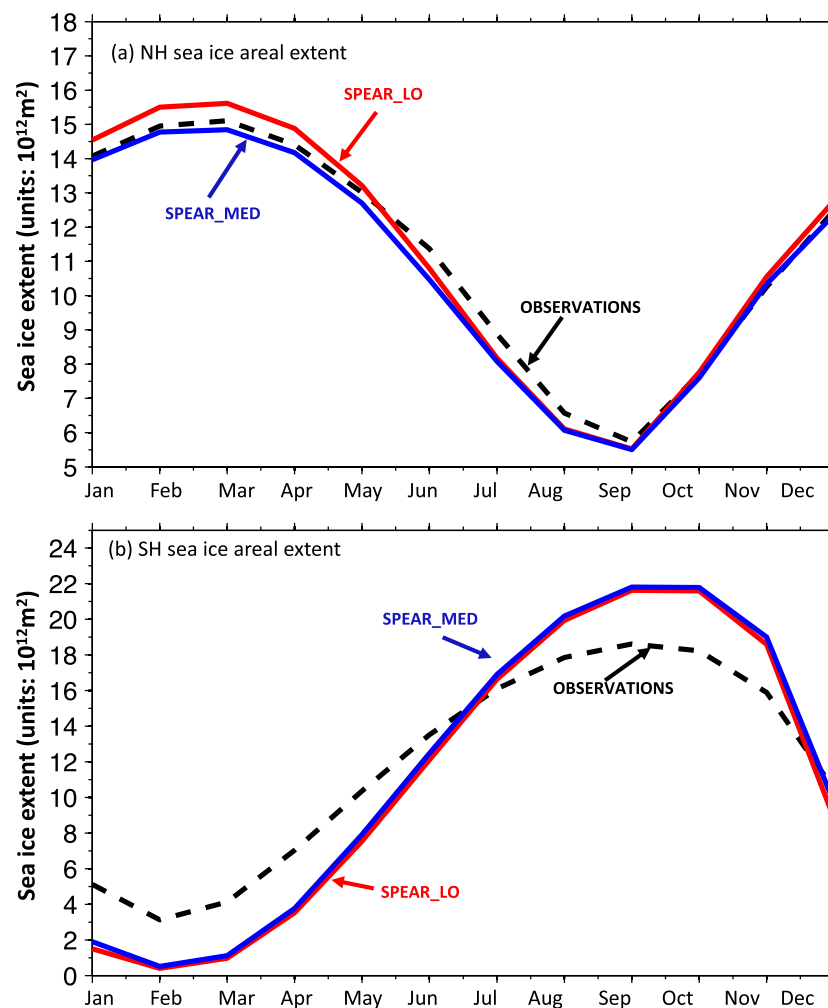 18
(a) NH sea ice areal extent
17
16
SPEAR_LO
15
14
13
SPEAR_MED
12
11
10
OBSERVATIONS
9
8
7
6
5
Sea ice extent (units: 10¹²m²)
Jan Feb Mar Apr May Jun Jul Aug Sep Oct Nov Dec
(b) SH sea ice areal extent
24
22
20
SPEAR_MED
18
OBSERVATIONS
16
14
12
10
8
6
SPEAR_LO
4
2
0
Sea ice extent (units: 10¹²m²)
Jan Feb Mar Apr May Jun Jul Aug Sep Oct Nov Dec